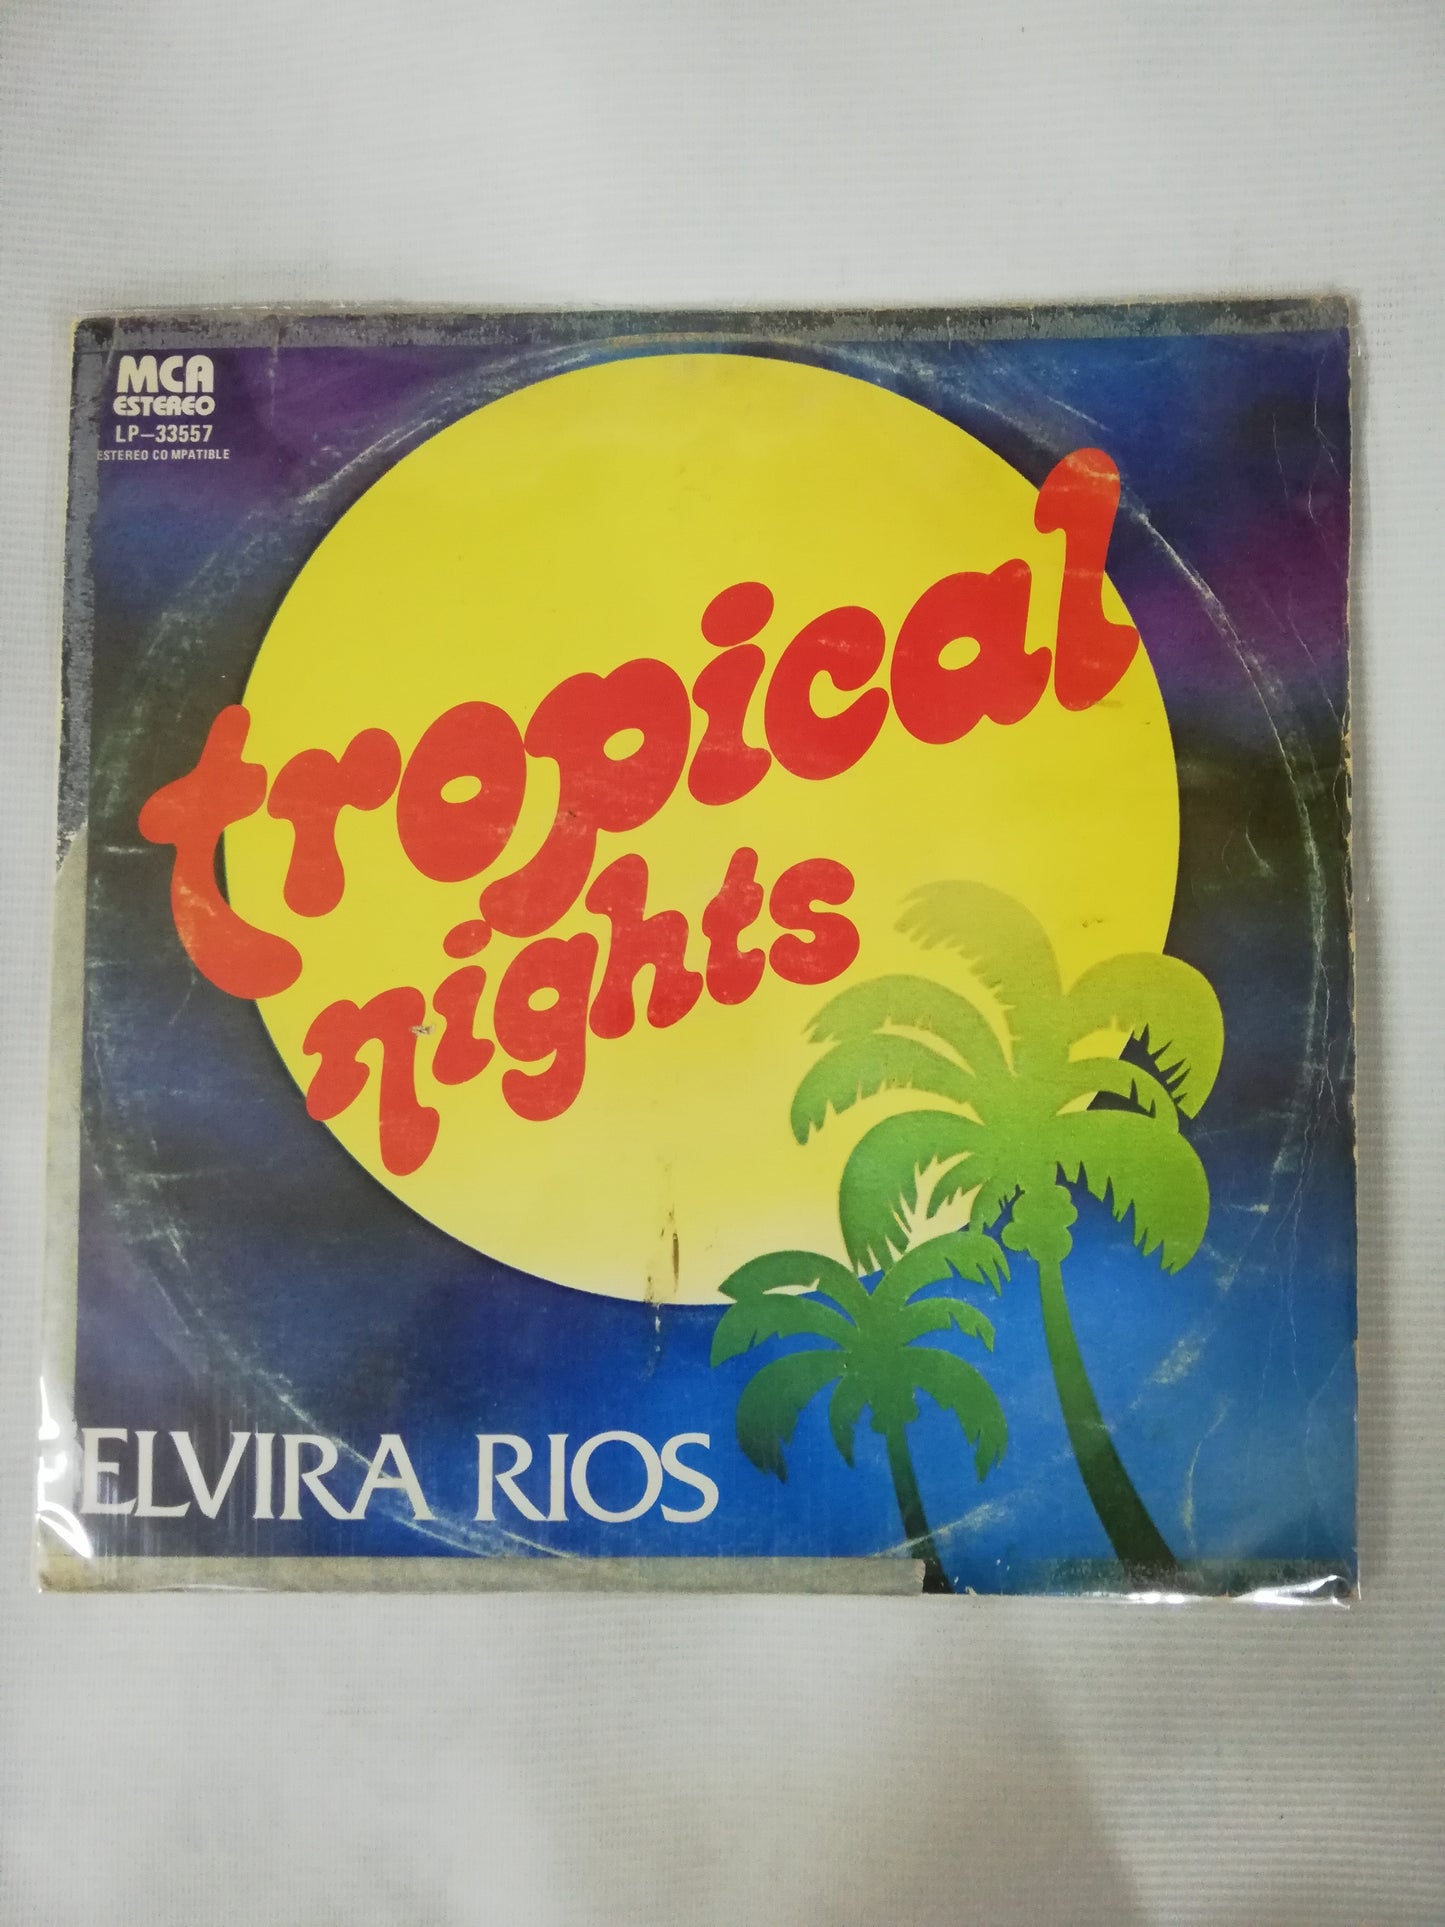 MCA
ESTEREO
LP-33557
ESTEREO CO MPATIBLE
tropical
nights
ELVIRA RIOS